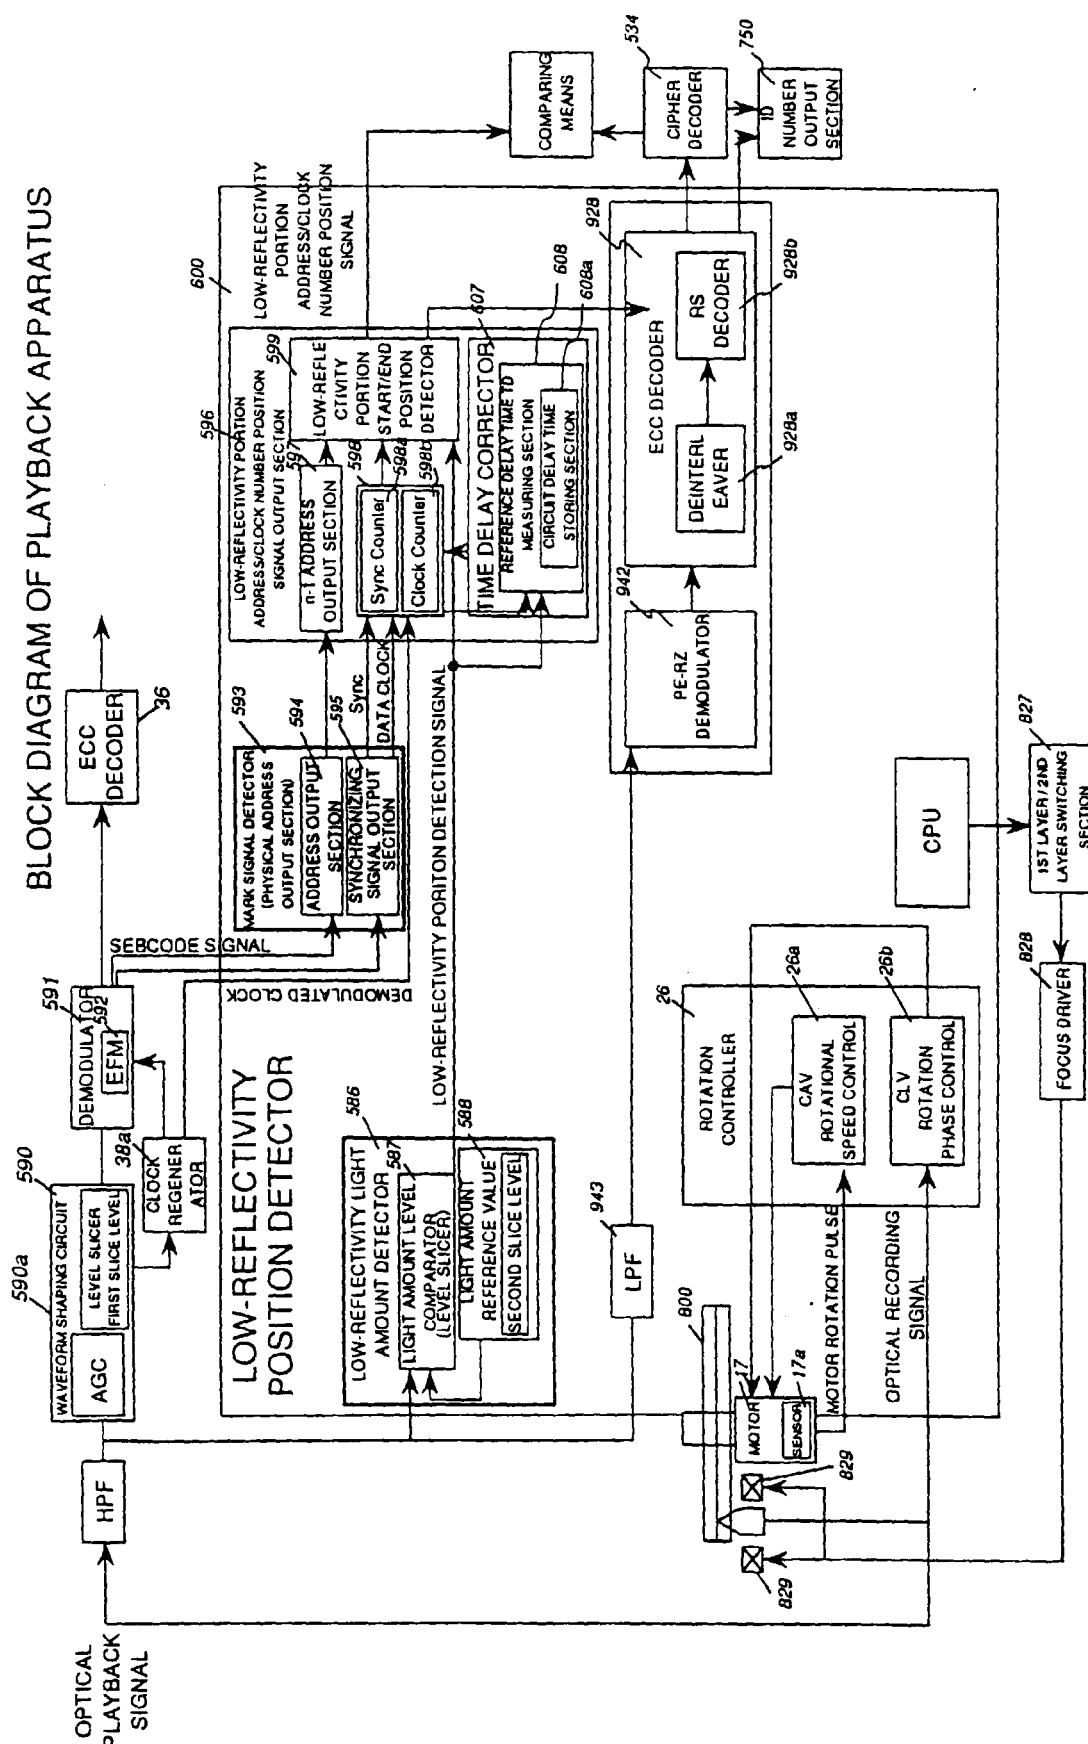 BLOCK DIAGRAM OF PLAYBACK APPARATUS
OPTICAL
PLAYBACK
SIGNAL
HPF
590a
590
WAVEFORM SHAPING CIRCUIT
AGC
LEVEL SLICER
FIRST SLICE LEVEL
38a
CLOCK
REGENER
ATOR
591
DEMODULATOR
592
EFM
ECC
DECODER
36
SEBCODE SIGNAL
DEMODULATED CLOCK
LOW-REFLECTIVITY
POSITION DETECTOR
600
593
MARK SIGNAL DETECTOR
(PHYSICAL ADDRESS
OUTPUT SECTION)
594
ADDRESS OUTPUT
SECTION
595
SYNCHRONIZING
SIGNAL OUTPUT
SECTION
Sync
DATA CLOCK
596
LOW-REFLECTIVITY PORTION
ADDRESS/CLOCK NUMBER POSITION
SIGNAL OUTPUT SECTION
597
n-1 ADDRESS
OUTPUT SECTION
598
598a
Sync Counter
598b
Clock Counter
599
LOW-REFLE
CTIVITY
PORTION
START/END
POSITION
DETECTOR
LOW-REFLECTIVITY
PORTION
ADDRESS/CLOCK
NUMBER POSITION
SIGNAL
607
TIME DELAY CORRECTOR
608
REFERENCE DELAY TIME TD
MEASURING SECTION
608a
CIRCUIT DELAY TIME
STORING SECTION
586
LOW-REFLECTIVITY LIGHT
AMOUNT DETECTOR
587
LIGHT AMOUNT LEVEL
COMPARATOR
(LEVEL SLICER)
588
LIGHT AMOUNT
REFERENCE VALUE
SECOND SLICE LEVEL
LOW-REFLECTIVITY PORITON DETECTION SIGNAL
COMPARING
MEANS
534
CIPHER
DECODER
750
ID
NUMBER
OUTPUT
SECTION
943
LPF
942
PE-RZ
DEMODULATOR
928
ECC DECODER
DEINTERL
EAVER
928a
RS
DECODER
928b
800
17
MOTOR
17a
SENSOR
829
829
MOTOR ROTATION PULSE
OPTICAL RECORDING
SIGNAL
26
ROTATION
CONTROLLER
26a
CAV
ROTATIONAL
SPEED CONTROL
26b
CLV
ROTATION
PHASE CONTROL
CPU
827
1ST LAYER / 2ND
LAYER SWITCHING
SECTION
828
FOCUS DRIVER